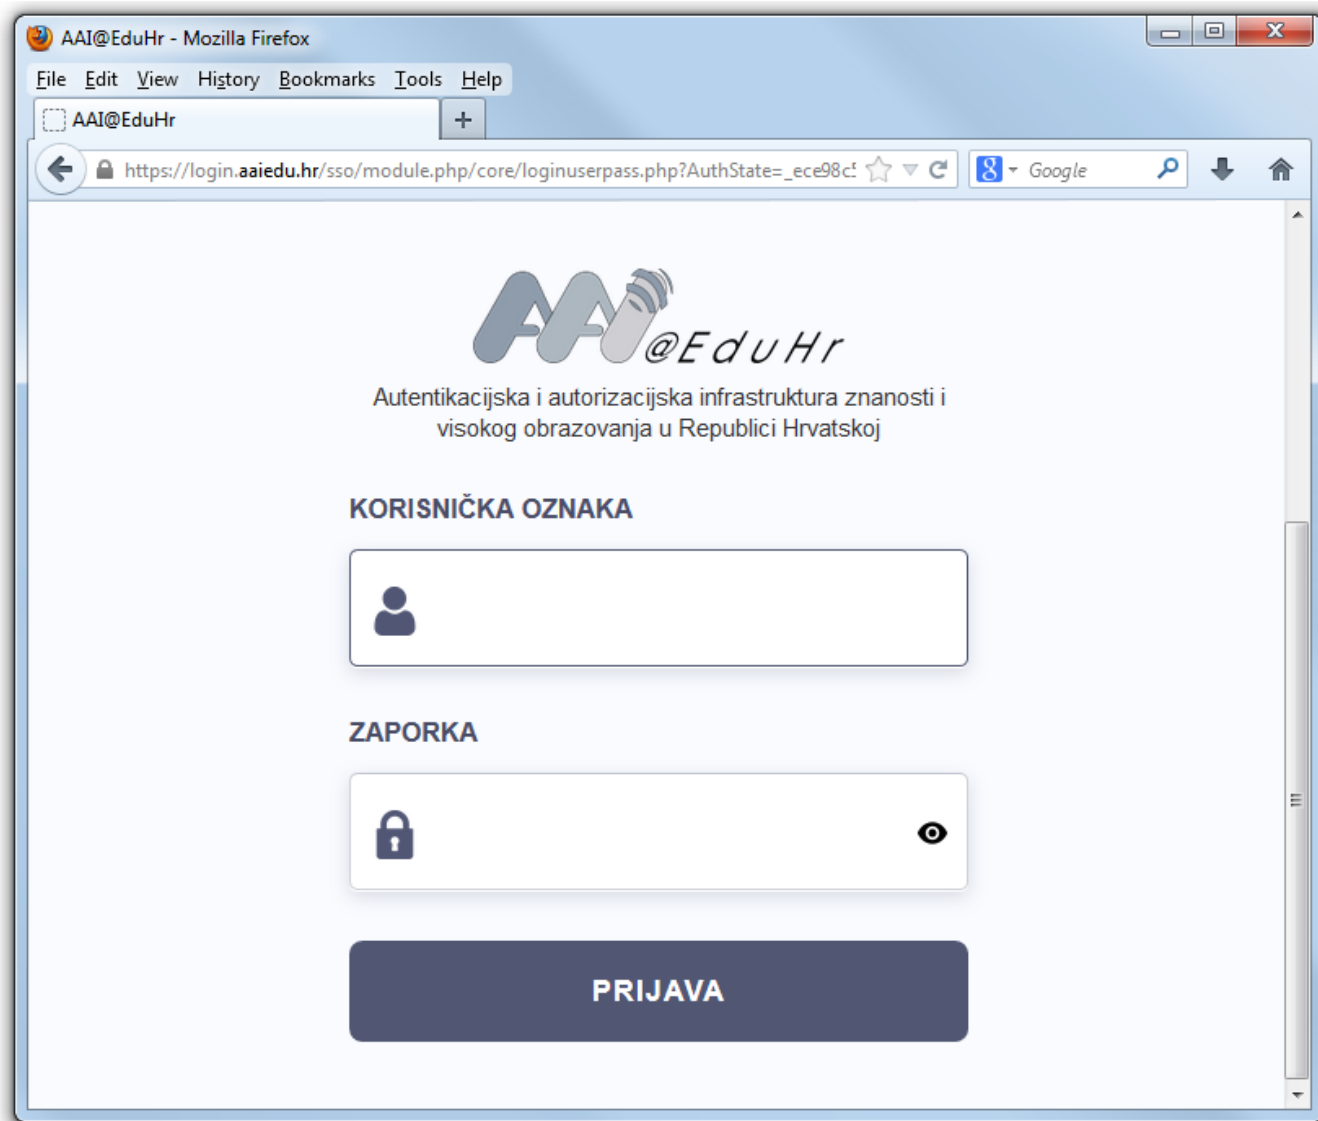 AAI@EduHr - Mozilla Firefox
File Edit View History Bookmarks Tools Help
AAI@EduHr
https://login.aaiedu.hr/sso/module.php/core/loginuserpass.php?AuthState=_ece98c5 Google
AAI@EduHr
Autentikacijska i autorizacijska infrastruktura znanosti i
visokog obrazovanja u Republici Hrvatskoj
KORISNIČKA OZNAKA
ZAPORKA
PRIJAVA